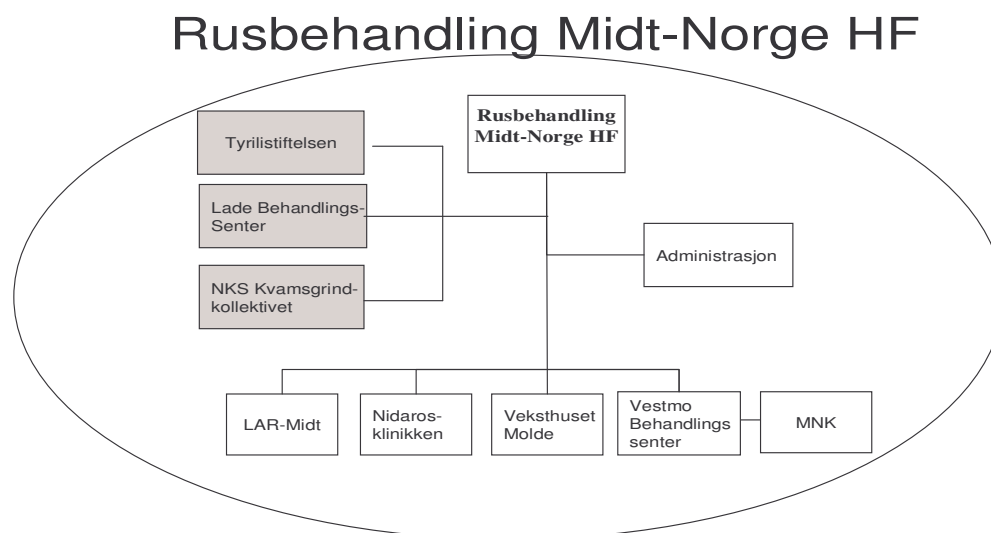 Rusbehandling Midt-Norge HF
Rusbehandling
Midt-Norge HF
Tyrilistiftelsen
Lade Behandlings-
Senter
Administrasjon
NKS Kvamsgrind-
kollektivet
LAR-Midt
Nidaros-
klinikken
Veksthuset
Molde
Vestmo
Behandlings
senter
MNK